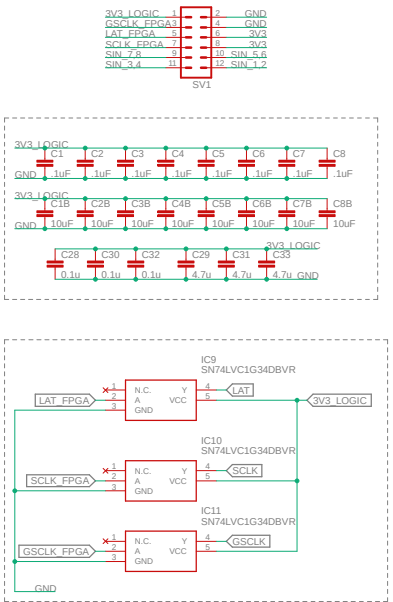 3V3_LOGIC 1 2 GND
GSCLK_FPGA 3 4 GND
LAT_FPGA 5 6 3V3
SCLK_FPGA 7 8 3V3
SIN_7,8 9 10 SIN_5,6
SIN_3,4 11 12 SIN_1,2
SV1
3V3_LOGIC
C1 C2 C3 C4 C5 C6 C7 C8
GND .1uF .1uF .1uF .1uF .1uF .1uF .1uF .1uF
3V3_LOGIC
C1B C2B C3B C4B C5B C6B C7B C8B
GND 10uF 10uF 10uF 10uF 10uF 10uF 10uF 10uF
3V3_LOGIC
C28 C30 C32 C29 C31 C33
0.1u 0.1u 0.1u 4.7u 4.7u 4.7u GND
IC9
SN74LVC1G34DBVR
1 N.C. Y 4 LAT
LAT_FPGA 2 A VCC 5 3V3_LOGIC
3 GND
IC10
SN74LVC1G34DBVR
1 N.C. Y 4 SCLK
SCLK_FPGA 2 A VCC 5
3 GND
IC11
SN74LVC1G34DBVR
1 N.C. Y 4 GSCLK
GSCLK_FPGA 2 A VCC 5
3 GND
GND